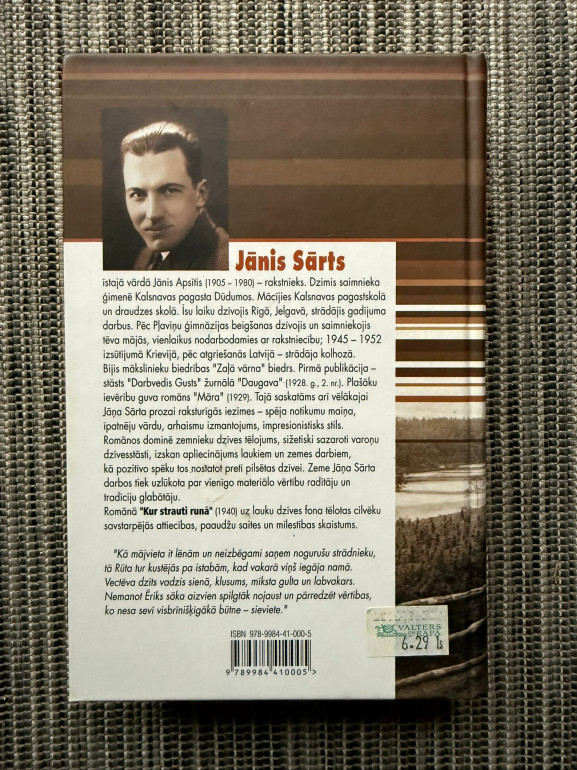 Jānis Sārts
īstajā vārdā Jānis Apsītis (1905 – 1980) – rakstnieks. Dzimis saimnieka
ģimenē Kalsnavas pagasta Dūdumos. Mācījies Kalsnavas pagastskolā
un draudzes skolā. Īsu laiku dzīvojis Rīgā, Jelgavā, strādājis gadījuma
darbus. Pēc Pļaviņu ģimnāzijas beigšanas dzīvojis un saimniekojis
tēva mājās, vienlaikus nodarbodamies ar rakstniecību; 1945 – 1952
izsūtījumā Krievijā, pēc atgriešanās Latvijā – strādāja kolhozā.
Bijis mākslinieku biedrības "Zaļā vārna" biedrs. Pirmā publikācija –
stāsts "Darbvedis Gusts" žurnālā "Daugava" (1928. g., 2. nr.). Plašāku
ievērību guva romāns "Māra" (1929). Tajā saskatāms arī vēlākajai
Jāņa Sārta prozai raksturīgās iezīmes – spēja notikumu maiņa,
īpatnēju vārdu, arhaismu izmantojums, impresionistisks stils.
Romānos dominē zemnieku dzīves tēlojums, sižetiski sazaroti varoņu
dzīvesstāsti, izskan apliecinājums laukiem un zemes darbiem,
kā pozitīvo spēku tos nostatot pretī pilsētas dzīvei. Zeme Jāņa Sārta
darbos tiek uzlūkota par vienīgo materiālo vērtību radītāju un
tradīciju glabātāju.
Romānā "Kur strauti runā" (1940) uz lauku dzīves fona tēlotas cilvēku
savstarpējās attiecības, paaudžu saites un mīlestības skaistums.
"Kā mājvieta it lēnām un neizbēgami saņem nogurušu strādnieku,
tā Rūta tur kustējās pa istabām, kad vakarā viņš iegāja namā.
Vectēva dzīts vadzis sienā, klusums, mīksta gulta un labvakars.
Nemanot Ēriks sāka aizvien spilgtāk nojaust un pārredzēt vērtības,
ko nesa sevī visbrīnišķīgākā būtne – sieviete."
ISBN 978-9984-41-000-5
9 789984 410005 >
VALTERS
RAPA
6.29 Ls